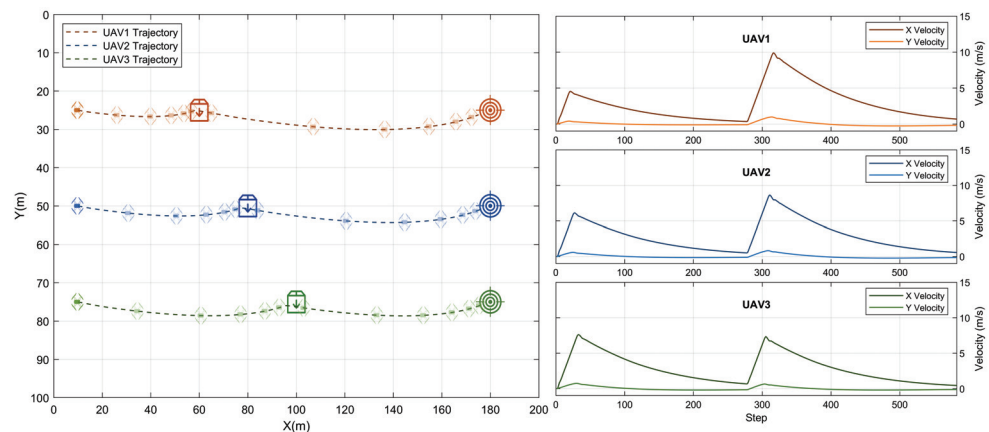 UAV1 Trajectory
UAV2 Trajectory
UAV3 Trajectory
0
10
20
30
40
50
60
70
80
90
100
Y(m)
0 20 40 60 80 100 120 140 160 180 200
X(m)
UAV1
X Velocity
Y Velocity
15
10
5
0
Velocity (m/s)
0 100 200 300 400 500
UAV2
X Velocity
Y Velocity
15
10
5
0
Velocity (m/s)
0 100 200 300 400 500
UAV3
X Velocity
Y Velocity
15
10
5
0
Velocity (m/s)
0 100 200 300 400 500
Step